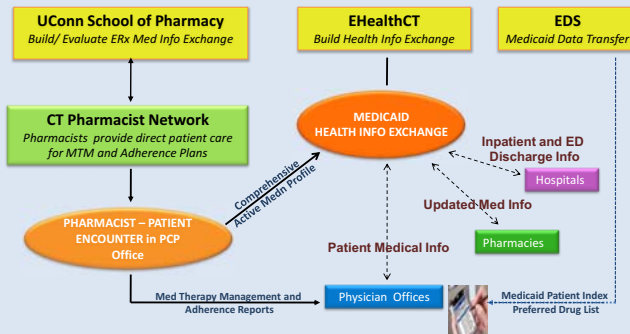 UConn School of Pharmacy
Build/ Evaluate ERx Med Info Exchange
EHealthCT
Build Health Info Exchange
EDS
Medicaid Data Transfer
CT Pharmacist Network
Pharmacists provide direct patient care
for MTM and Adherence Plans
MEDICAID
HEALTH INFO EXCHANGE
Inpatient and ED
Discharge Info
Hospitals
Comprehensive
Active Medn Profile
Updated Med Info
PHARMACIST – PATIENT
ENCOUNTER in PCP
Office
Pharmacies
Patient Medical Info
Med Therapy Management and
Adherence Reports
Physician Offices
Medicaid Patient Index
Preferred Drug List